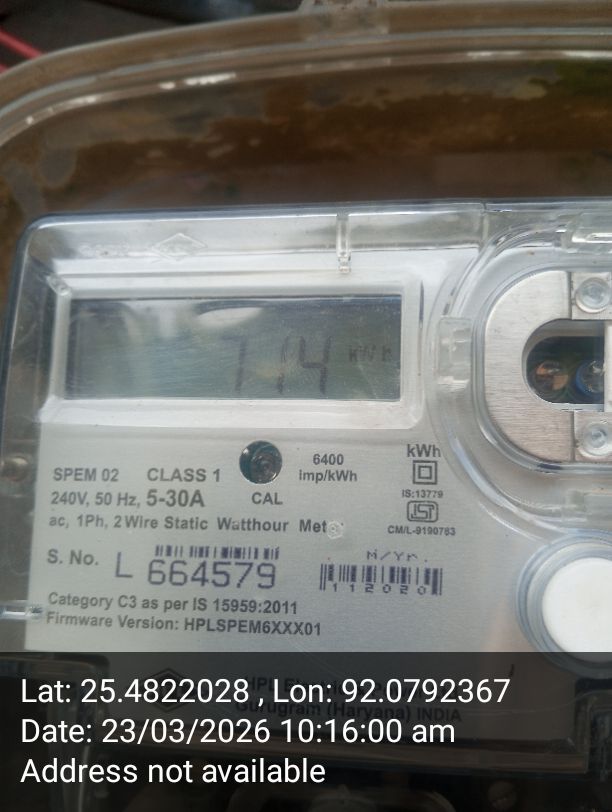 714 kWh
6400
imp/kWh
kWh
SPEM 02 CLASS 1
240V, 50 Hz, 5-30A
CAL
IS:13779
ac, 1Ph, 2 Wire Static Watthour
CM/L-9190763
S. No. L 664579
M/Yr.
112020
Category C3 as per IS 15959:2011
Firmware Version: HPLSPEM6XXX01
HPL
Gurugram (Haryana) INDIA
Lat: 25.4822028 , Lon: 92.0792367
Date: 23/03/2026 10:16:00 am
Address not available